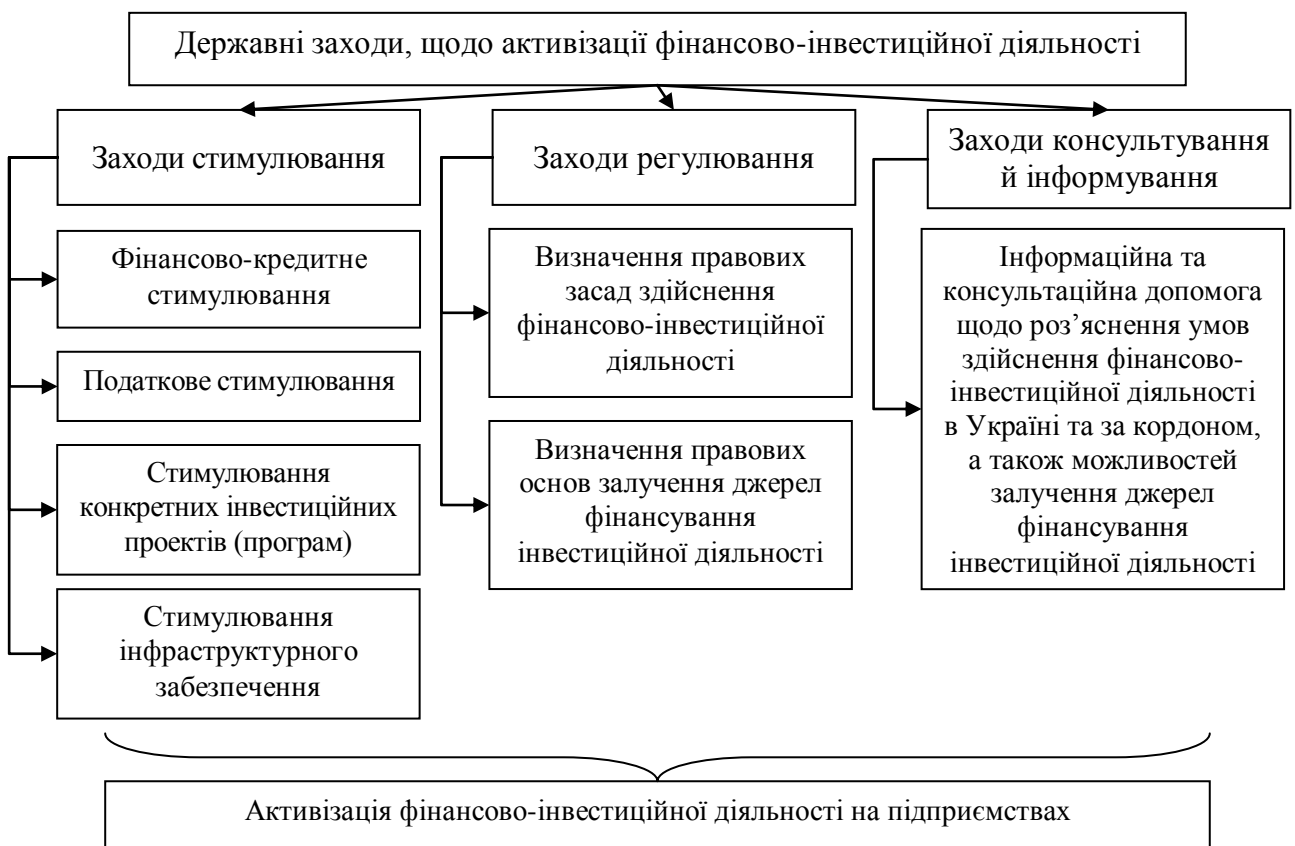 Державні заходи, щодо активізації фінансово-інвестиційної діяльності
Заходи стимулювання
Фінансово-кредитне
стимулювання
Податкове стимулювання
Стимулювання
конкретних інвестиційних
проектів (програм)
Стимулювання
інфраструктурного
забезпечення
Заходи регулювання
Визначення правових
засад здійснення
фінансово-інвестиційної
діяльності
Визначення правових
основ залучення джерел
фінансування
інвестиційної діяльності
Заходи консультування
й інформування
Інформаційна та
консультаційна допомога
щодо роз’яснення умов
здійснення фінансово-
інвестиційної діяльності
в Україні та за кордоном,
а також можливостей
залучення джерел
фінансування
інвестиційної діяльності
Активізація фінансово-інвестиційної діяльності на підприємствах